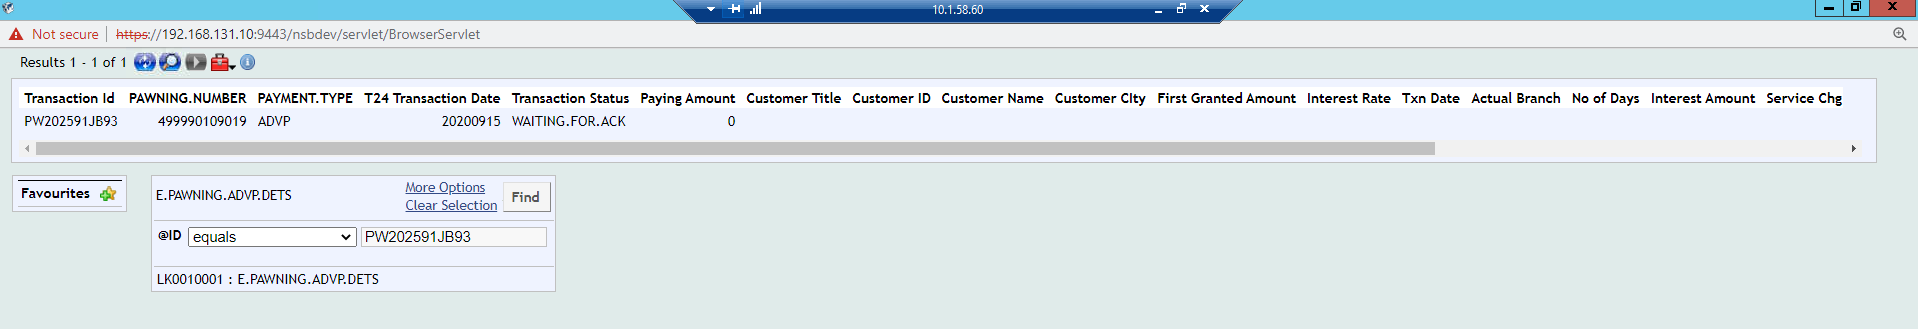 10.1.58.60
Not secure | https://192.168.131.10:9443/nsbdev/servlet/BrowserServlet
Results 1 - 1 of 1
Transaction Id PAWNING.NUMBER PAYMENT.TYPE T24 Transaction Date Transaction Status Paying Amount Customer Title Customer ID Customer Name Customer CIty First Granted Amount Interest Rate Txn Date Actual Branch No of Days Interest Amount Service Chg
PW202591JB93 499990109019 ADVP 20200915 WAITING.FOR.ACK 0
Favourites
E.PAWNING.ADVP.DETS
More Options
Clear Selection
Find
@ID equals PW202591JB93
LK0010001 : E.PAWNING.ADVP.DETS